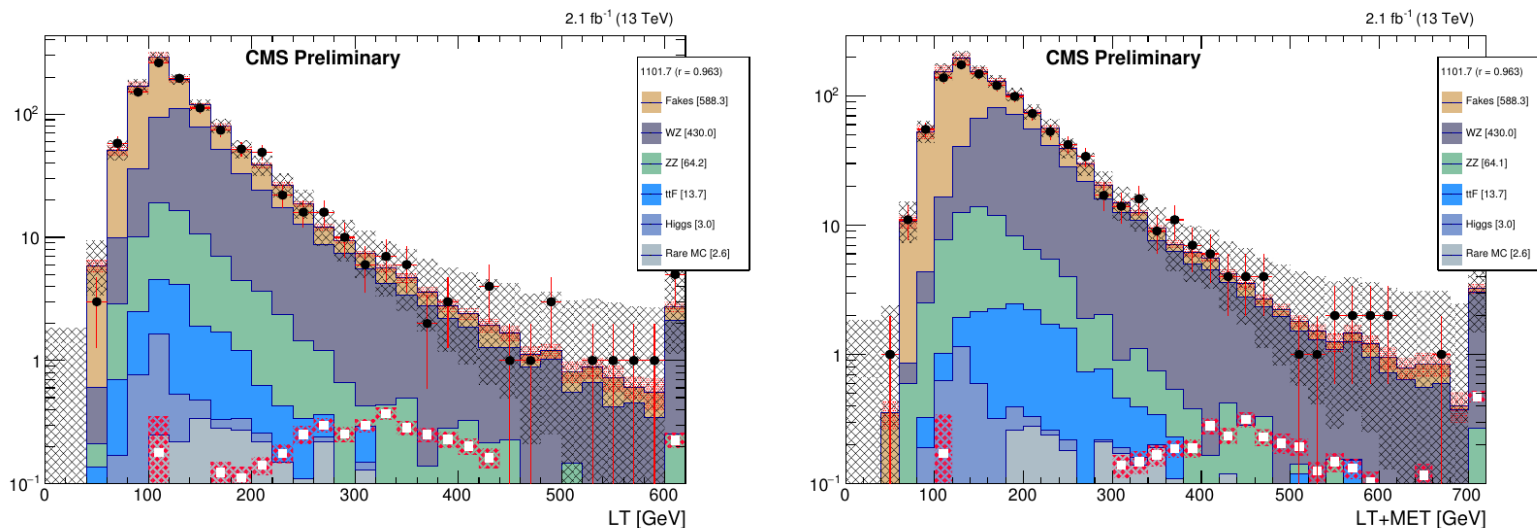 2.1 fb⁻¹ (13 TeV)
CMS Preliminary
1101.7 (r = 0.963)
Fakes [588.3]
WZ [430.0]
ZZ [64.2]
ttF [13.7]
Higgs [3.0]
Rare MC [2.6]
10²
10
1
10⁻¹
0 100 200 300 400 500 600
LT [GeV]
2.1 fb⁻¹ (13 TeV)
CMS Preliminary
1101.7 (r = 0.963)
Fakes [588.3]
WZ [430.0]
ZZ [64.1]
ttF [13.7]
Higgs [3.0]
Rare MC [2.6]
10²
10
1
10⁻¹
0 100 200 300 400 500 600 700
LT+MET [GeV]